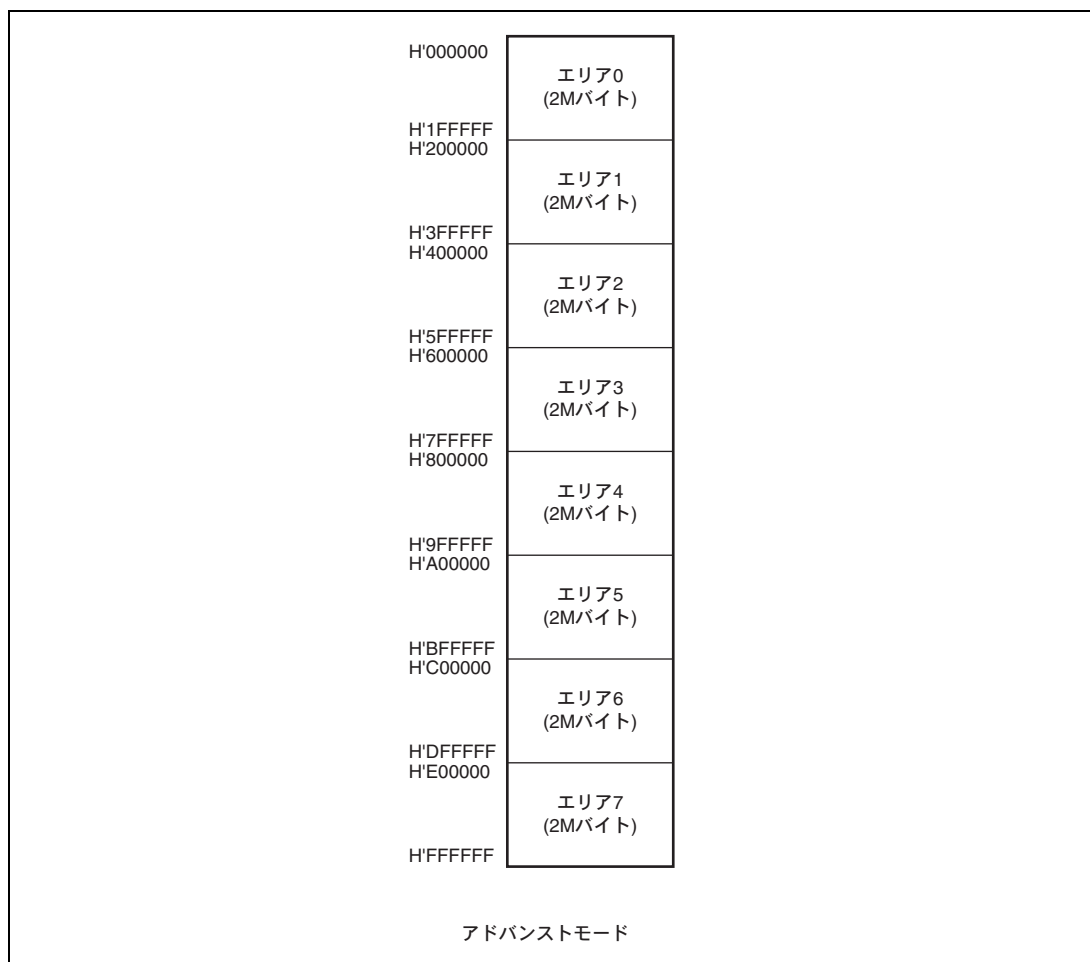 H'000000
エリア0
(2Mバイト)
H'1FFFFF
H'200000
エリア1
(2Mバイト)
H'3FFFFF
H'400000
エリア2
(2Mバイト)
H'5FFFFF
H'600000
エリア3
(2Mバイト)
H'7FFFFF
H'800000
エリア4
(2Mバイト)
H'9FFFFF
H'A00000
エリア5
(2Mバイト)
H'BFFFFF
H'C00000
エリア6
(2Mバイト)
H'DFFFFF
H'E00000
エリア7
(2Mバイト)
H'FFFFFF
アドバンストモード